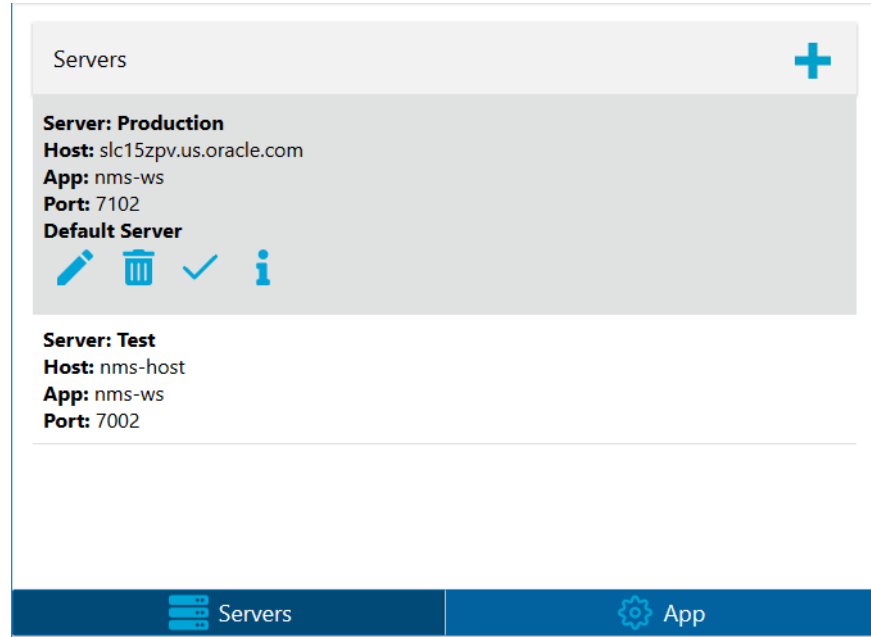 Servers
Server: Production
Host: slc15zpv.us.oracle.com
App: nms-ws
Port: 7102
Default Server
Server: Test
Host: nms-host
App: nms-ws
Port: 7002
Servers
App